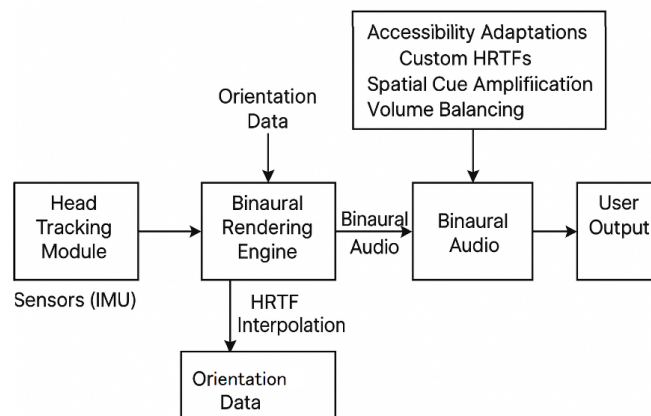 Accessibility Adaptations
Custom HRTFs
Spatial Cue Amplifiication
Volume Balancing
Orientation
Data
Head
Tracking
Module
Binaural
Rendering
Engine
Binaural
Audio
Binaural
Audio
User
Output
Sensors (IMU)
HRTF
Interpolation
Orientation
Data